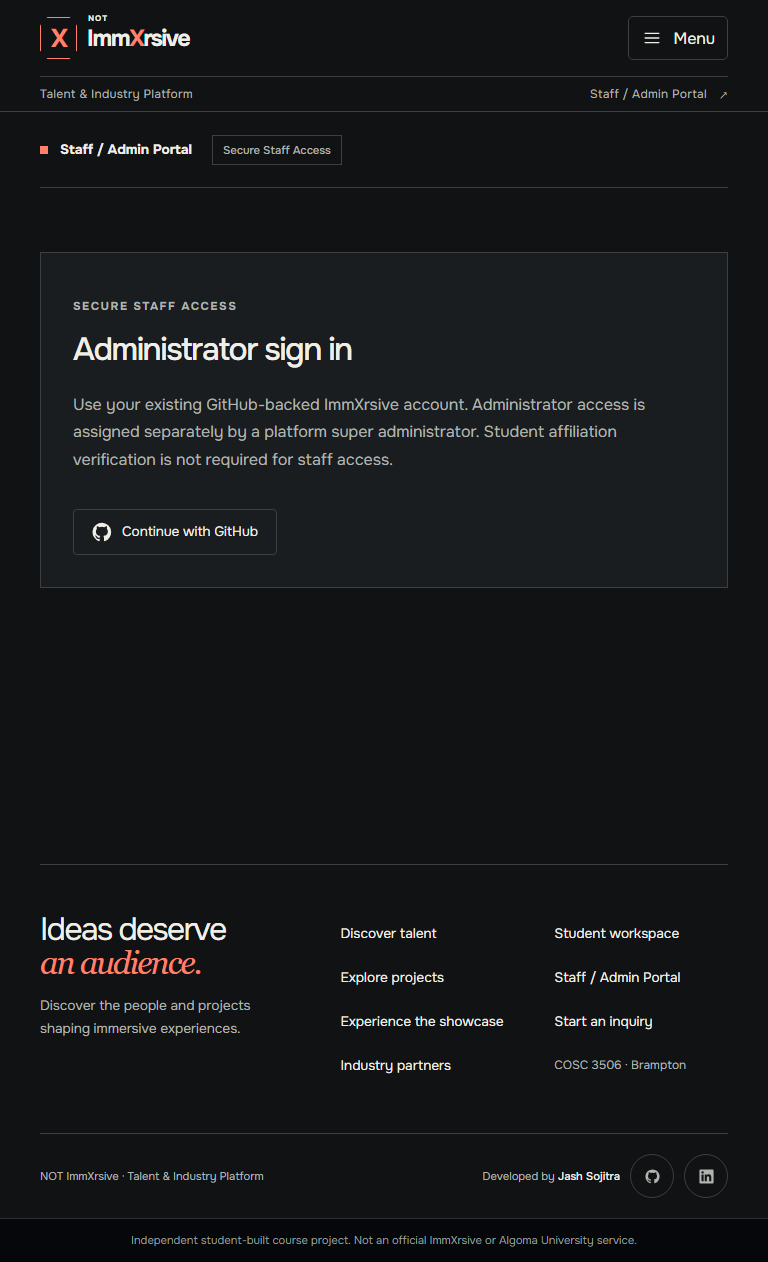 X
NOT
ImmXrsive
Menu
Talent & Industry Platform
Staff / Admin Portal ↗
Staff / Admin Portal
Secure Staff Access
SECURE STAFF ACCESS
Administrator sign in
Use your existing GitHub-backed ImmXrsive account. Administrator access is
assigned separately by a platform super administrator. Student affiliation
verification is not required for staff access.
Continue with GitHub
Ideas deserve
an audience.
Discover the people and projects
shaping immersive experiences.
Discover talent
Explore projects
Experience the showcase
Industry partners
Student workspace
Staff / Admin Portal
Start an inquiry
COSC 3506 · Brampton
NOT ImmXrsive · Talent & Industry Platform
Developed by Jash Sojitra
in
Independent student-built course project. Not an official ImmXrsive or Algoma University service.